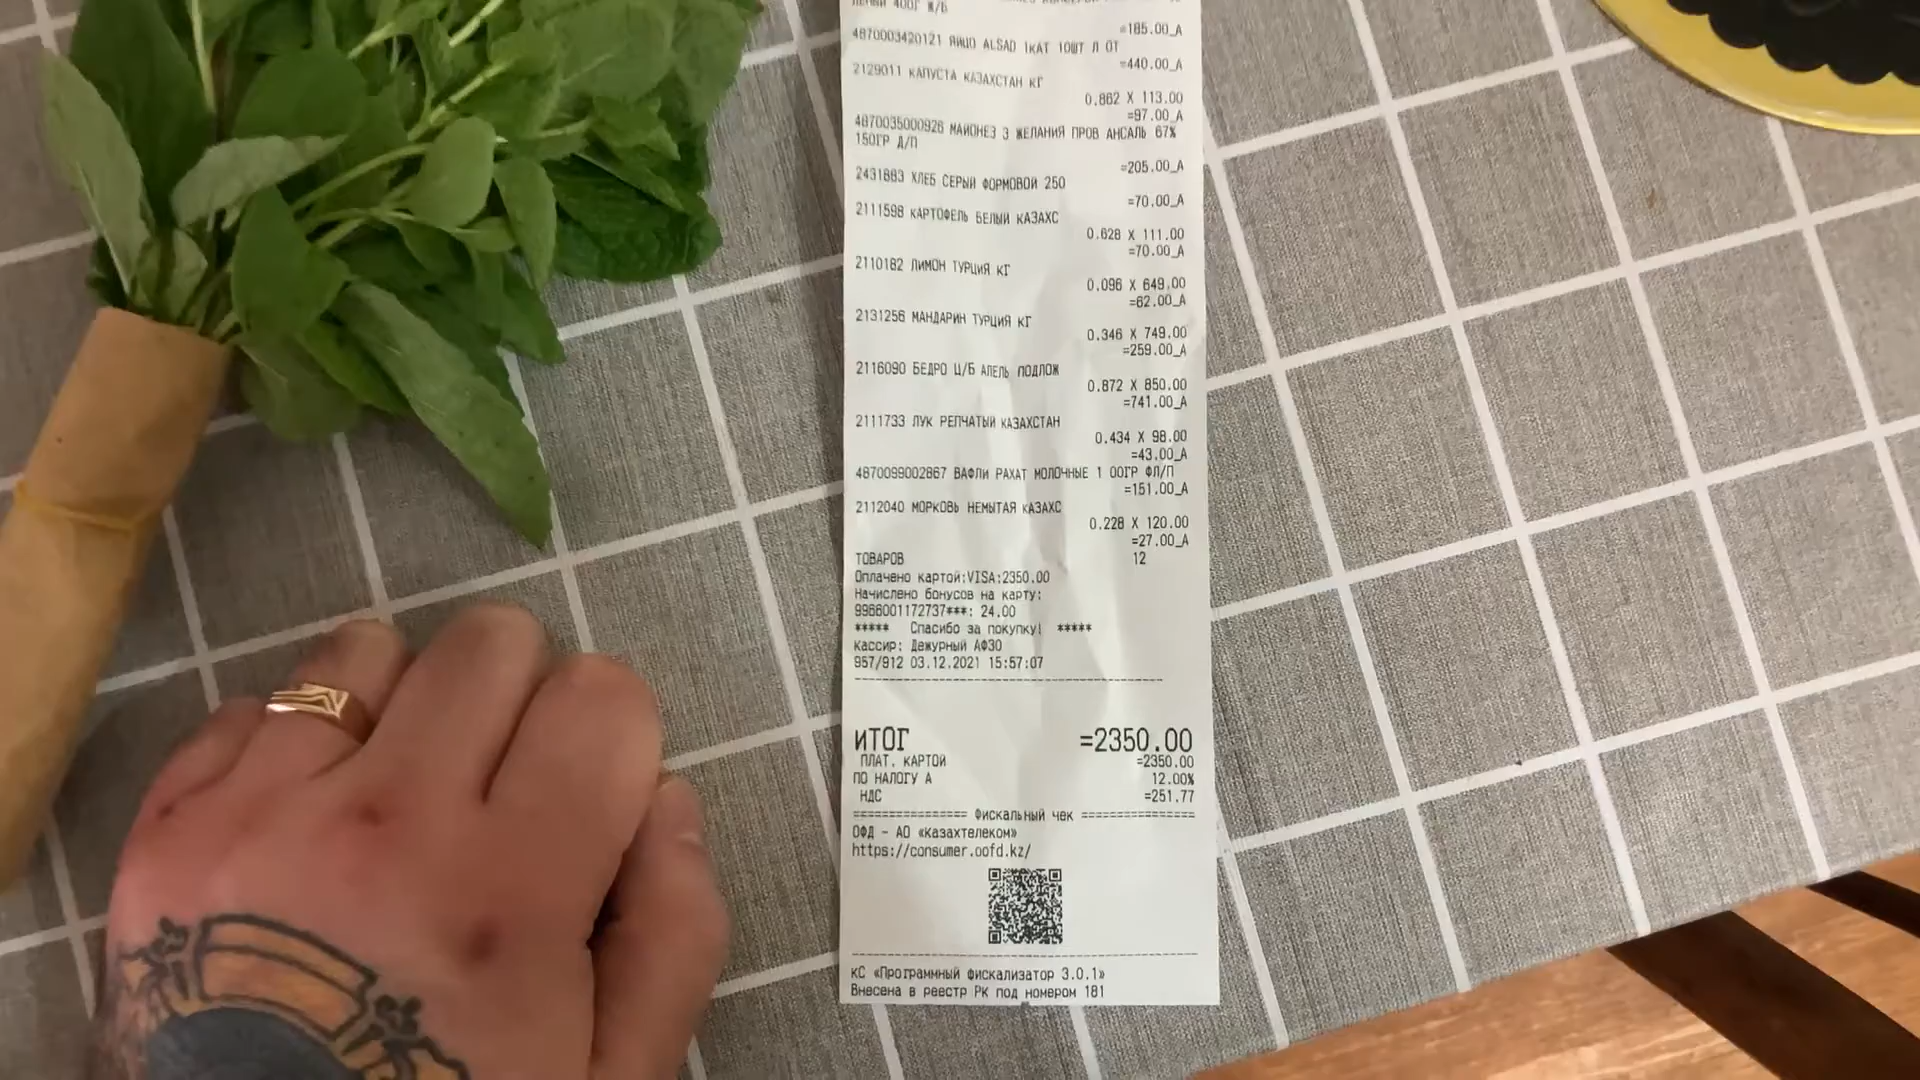 400Г Ж/Б
=185.00_А
4870003420121 ЯЙЦО ALSAD 1КАТ 10ШТ Л ОТ
=440.00_А
2129011 КАПУСТА КАЗАХСТАН КГ
0.862 X 113.00
=97.00_А
4870035000926 МАЙОНЕЗ 3 ЖЕЛАНИЯ ПРОВ АНСАЛЬ 67%
150ГР Д/П
=205.00_А
2431883 ХЛЕБ СЕРЫЙ ФОРМОВОЙ 250
=70.00_А
2111598 КАРТОФЕЛЬ БЕЛЫЙ КАЗАХС
0.628 X 111.00
=70.00_А
2110182 ЛИМОН ТУРЦИЯ КГ
0.096 X 649.00
=62.00_А
2131256 МАНДАРИН ТУРЦИЯ КГ
0.346 X 749.00
=259.00_А
2116090 БЕДРО Ц/Б АПЕЛЬ ПОДЛОЖ
0.872 X 850.00
=741.00_А
2111733 ЛУК РЕПЧАТЫЙ КАЗАХСТАН
0.434 X 98.00
=43.00_А
4870099002867 ВАФЛИ РАХАТ МОЛОЧНЫЕ 1 00ГР ФЛ/П
=151.00_А
2112040 МОРКОВЬ НЕМЫТАЯ КАЗАХС
0.228 X 120.00
=27.00_А
ТОВАРОВ 12
Оплачено картой:VISA:2350.00
Начислено бонусов на карту:
9966001172737***: 24.00
***** Спасибо за покупку! *****
Кассир: Дежурный АФ30
957/912 03.12.2021 15:57:07
ИТОГ =2350.00
ПЛАТ. КАРТОЙ =2350.00
ПО НАЛОГУ А 12.00%
НДС =251.77
Фискальный чек
ОФД - АО «Казахтелеком»
https://consumer.oofd.kz/
КС «Программный фискализатор 3.0.1»
Внесена в реестр РК под номером 181